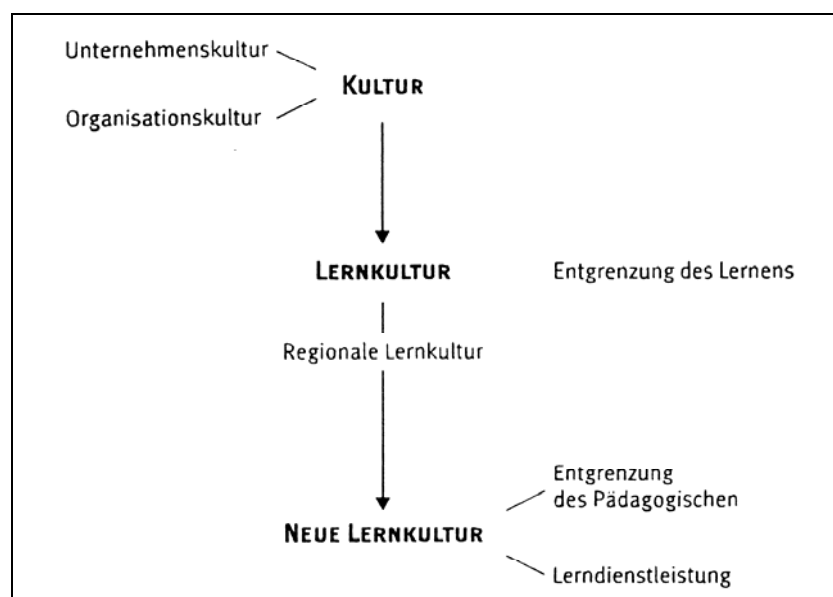 Unternehmenskultur
KULTUR
Organisationskultur
LERNKULTUR
Entgrenzung des Lernens
Regionale Lernkultur
Entgrenzung
des Pädagogischen
NEUE LERNKULTUR
Lerndienstleistung